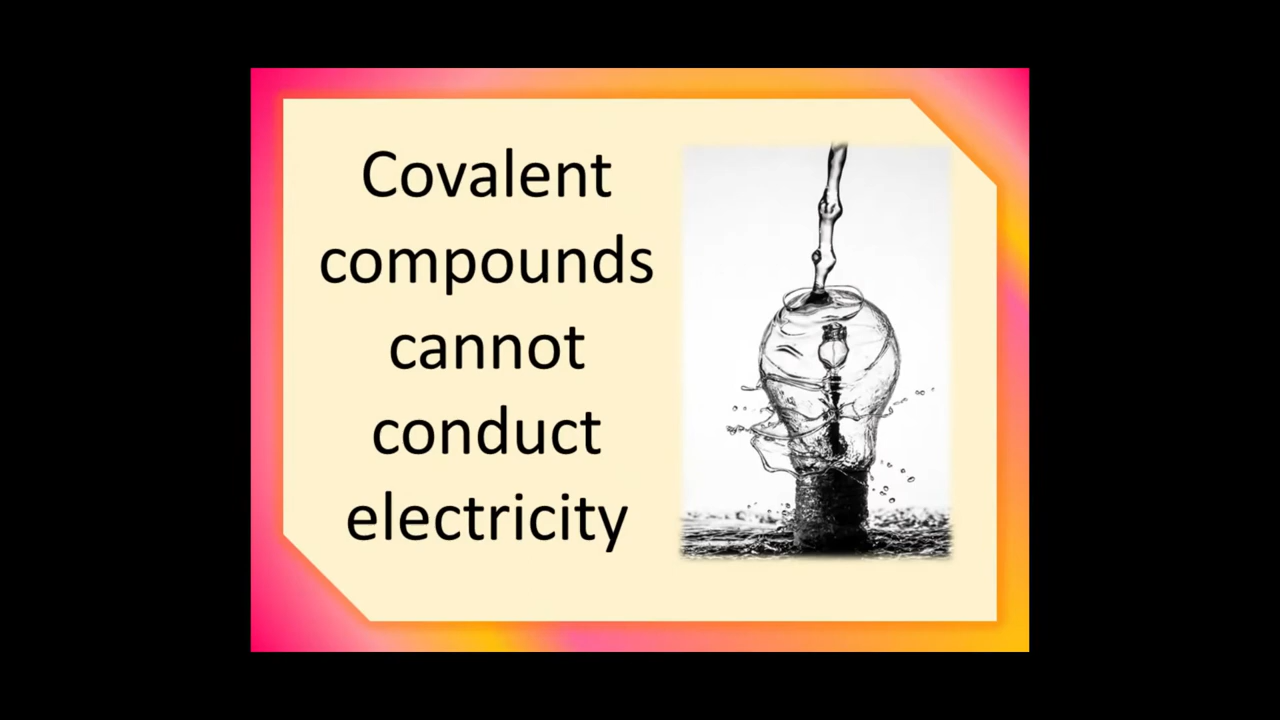 Covalent
compounds
cannot
conduct
electricity